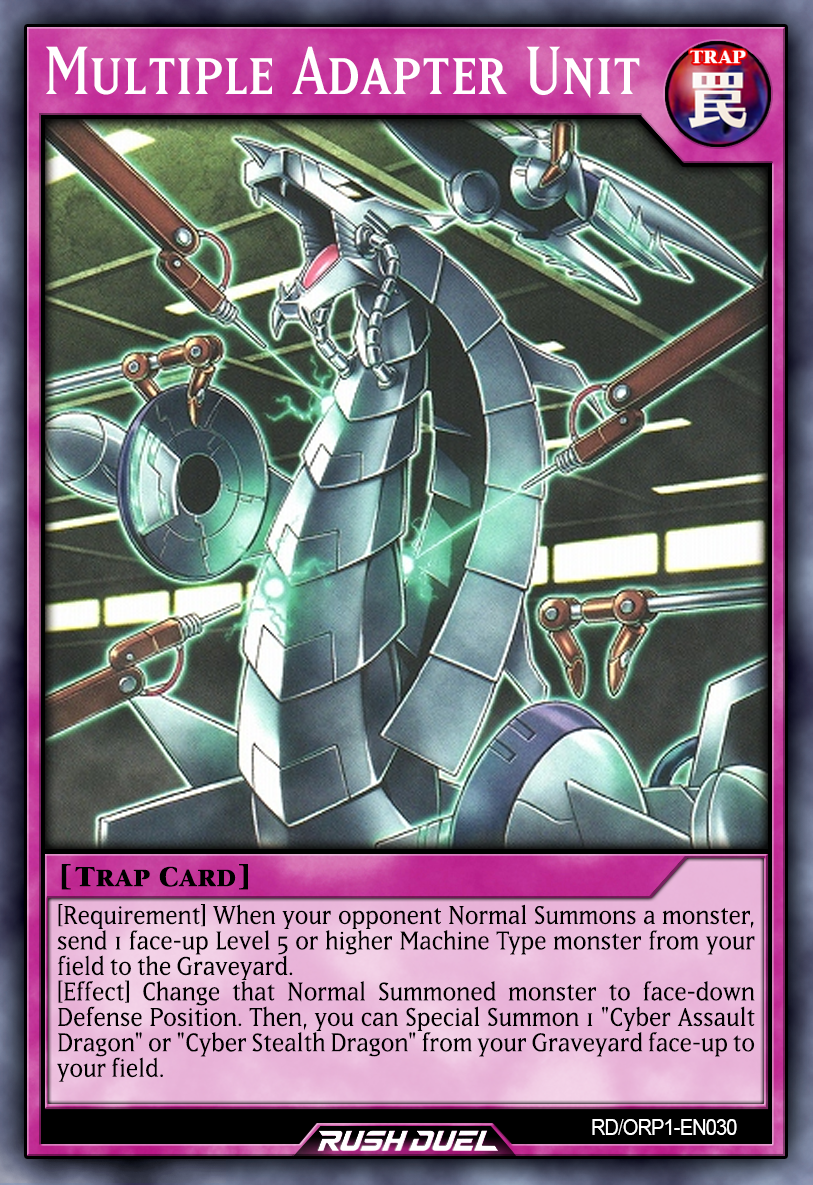 Multiple Adapter Unit
TRAP
罠
[Trap Card]
[Requirement] When your opponent Normal Summons a monster,
send 1 face-up Level 5 or higher Machine Type monster from your
field to the Graveyard.
[Effect] Change that Normal Summoned monster to face-down
Defense Position. Then, you can Special Summon 1 "Cyber Assault
Dragon" or "Cyber Stealth Dragon" from your Graveyard face-up to
your field.
RD/ORP1-EN030
RUSH DUEL